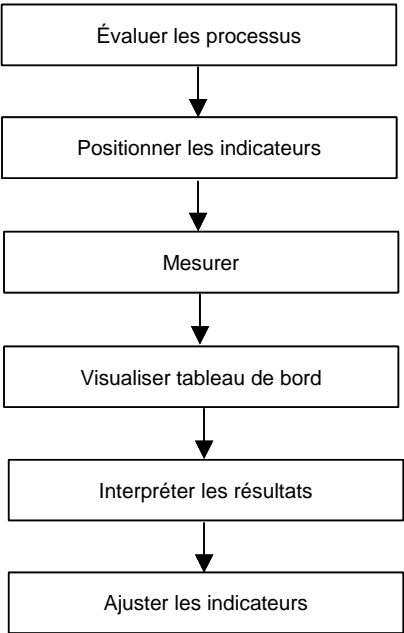 Évaluer les processus
Positionner les indicateurs
Mesurer
Visualiser tableau de bord
Interpréter les résultats
Ajuster les indicateurs